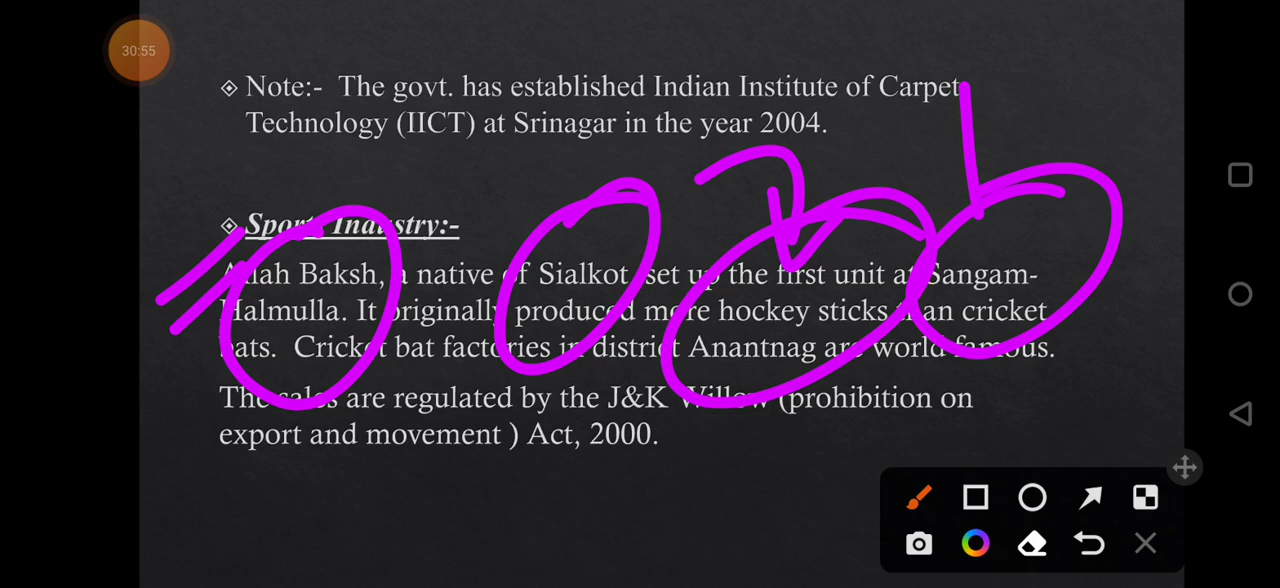 30:55
Note:- The govt. has established Indian Institute of Carpet
Technology (IICT) at Srinagar in the year 2004.
Sports Industry:-
Allah Baksh, a native of Sialkot, set up the first unit at Sangam-
Halmulla. It originally produced more hockey sticks than cricket
bats. Cricket bat factories in district Anantnag are world famous.
The sales are regulated by the J&K Willow (prohibition on
export and movement ) Act, 2000.